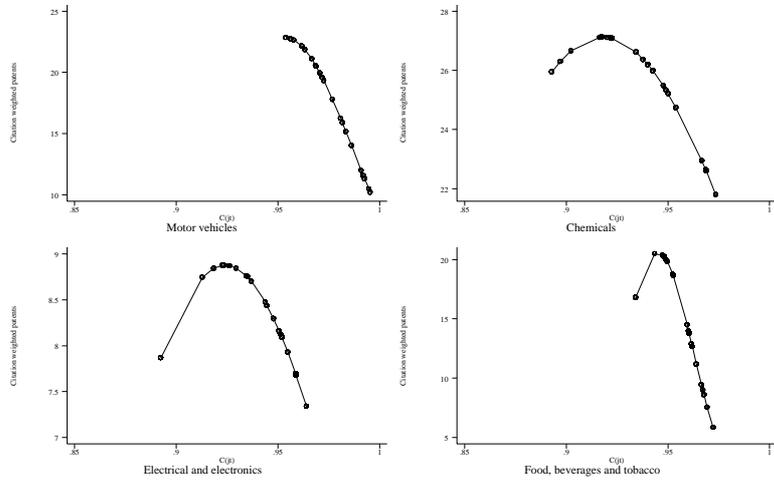 25
20
15
10
Citation weighted patents
.85
.9
.95
1
C(jt)
Motor vehicles
28
26
24
22
Citation weighted patents
.85
.9
.95
1
C(jt)
Chemicals
9
8.5
8
7.5
7
Citation weighted patents
.85
.9
.95
1
C(jt)
Electrical and electronics
20
15
10
5
Citation weighted patents
.85
.9
.95
1
C(jt)
Food, beverages and tobacco